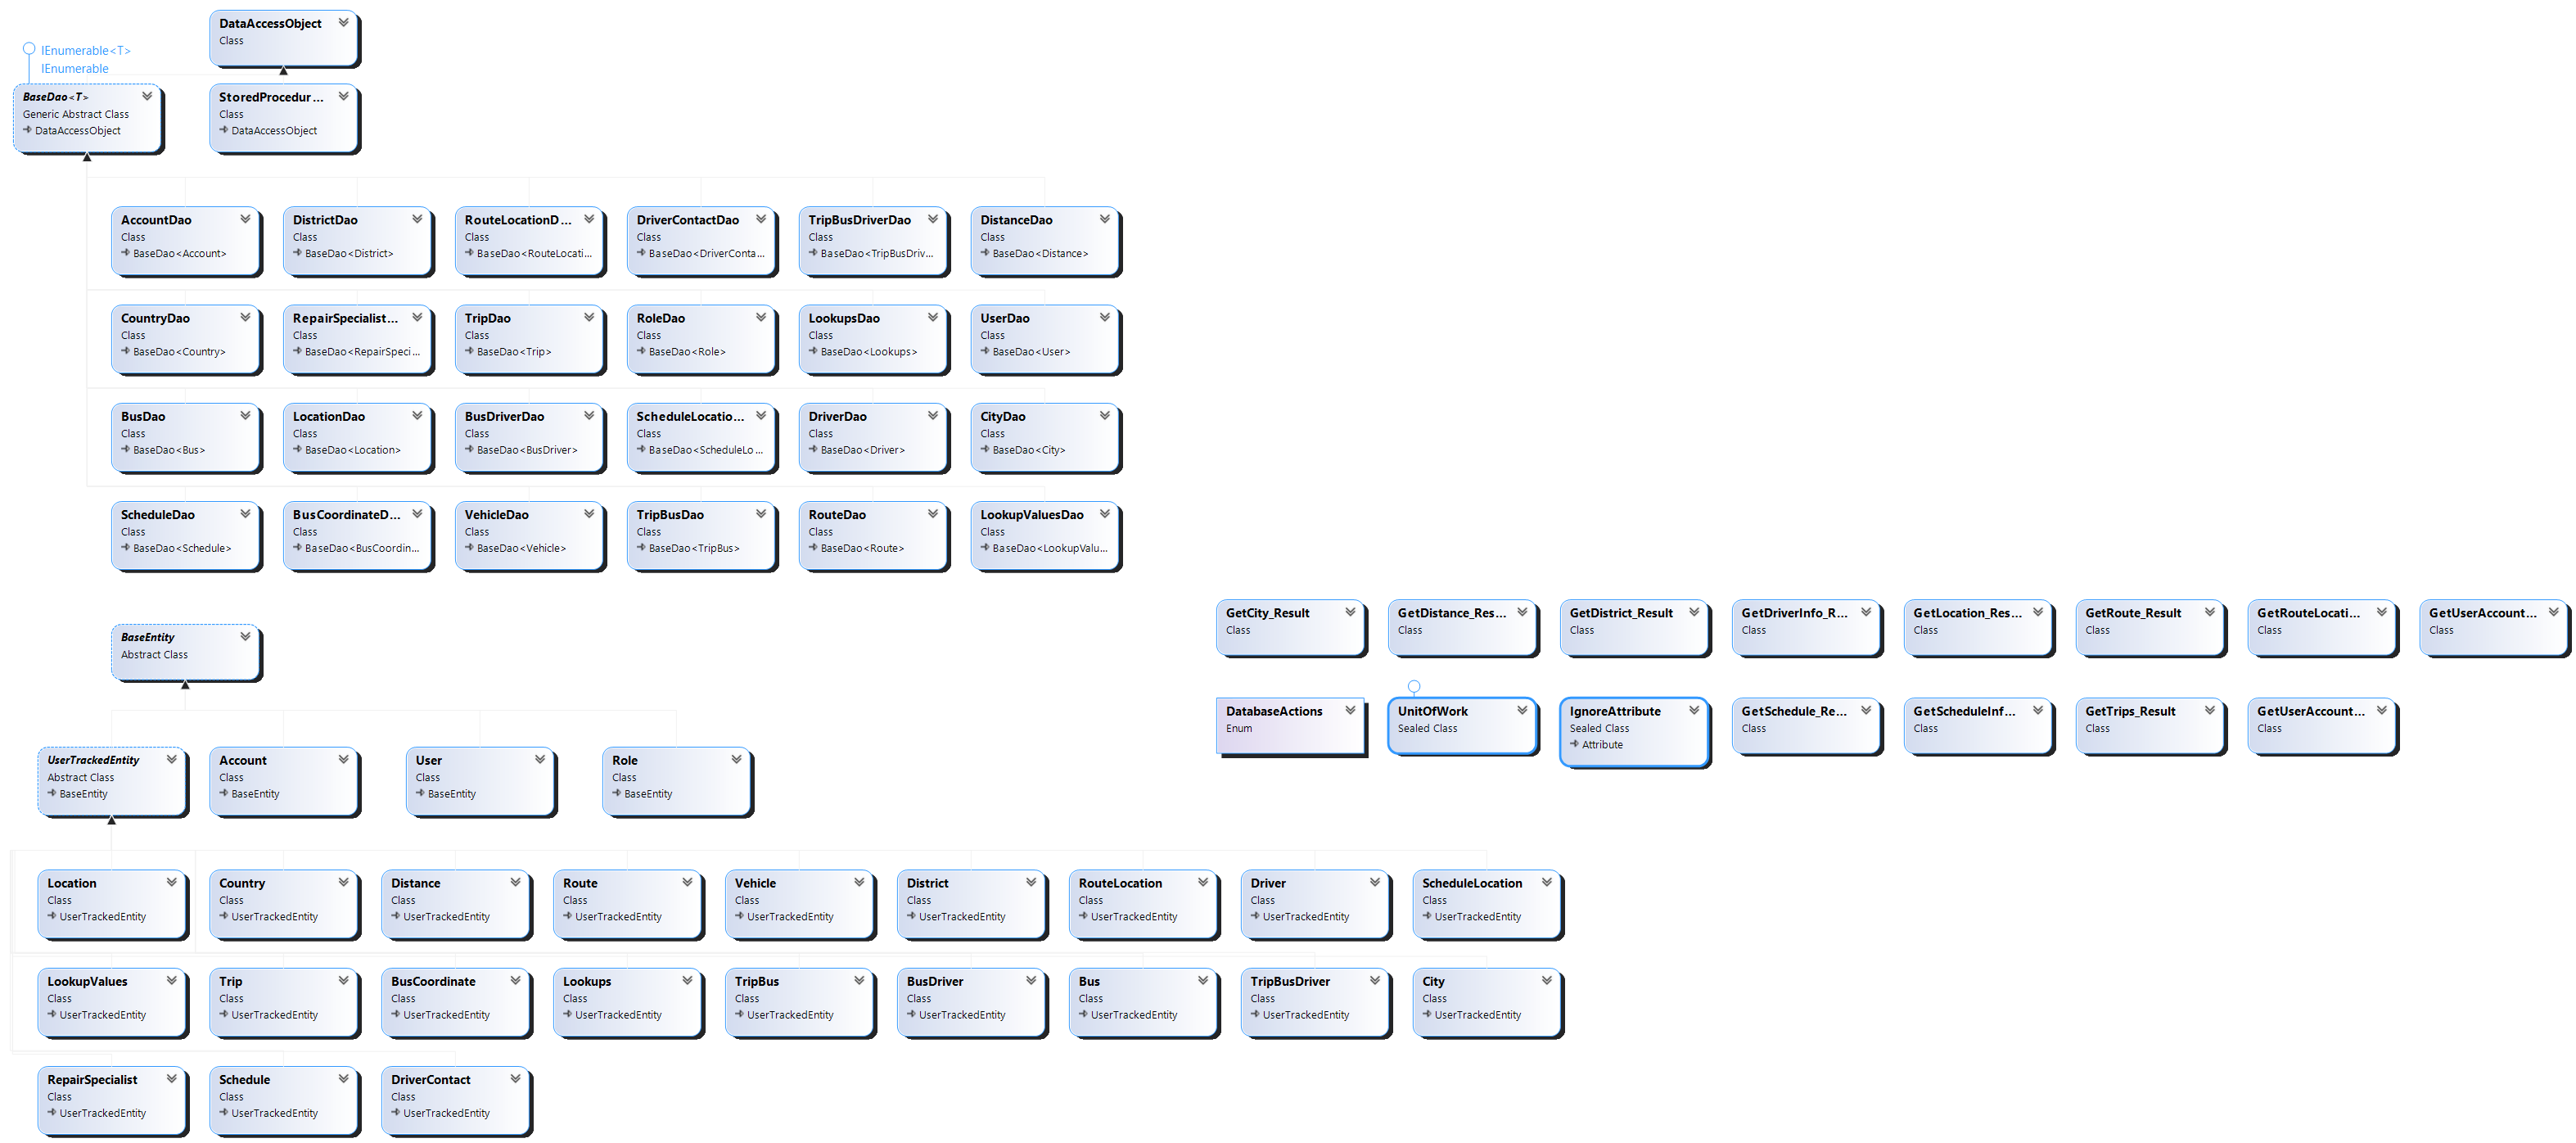 DataAccessObject
Class
IEnumerable<T>
IEnumerable
BaseDao<T>
Generic Abstract Class
DataAccessObject
StoredProcedur...
Class
DataAccessObject
AccountDao
Class
BaseDao<Account>
DistrictDao
Class
BaseDao<District>
RouteLocationD...
Class
BaseDao<RouteLocati...
DriverContactDao
Class
BaseDao<DriverConta...
TripBusDriverDao
Class
BaseDao<TripBusDriv...
DistanceDao
Class
BaseDao<Distance>
CountryDao
Class
BaseDao<Country>
RepairSpecialist...
Class
BaseDao<RepairSpeci...
TripDao
Class
BaseDao<Trip>
RoleDao
Class
BaseDao<Role>
LookupsDao
Class
BaseDao<Lookups>
UserDao
Class
BaseDao<User>
BusDao
Class
BaseDao<Bus>
LocationDao
Class
BaseDao<Location>
BusDriverDao
Class
BaseDao<BusDriver>
ScheduleLocatio...
Class
BaseDao<ScheduleLo...
DriverDao
Class
BaseDao<Driver>
CityDao
Class
BaseDao<City>
ScheduleDao
Class
BaseDao<Schedule>
BusCoordinateD...
Class
BaseDao<BusCoordin...
VehicleDao
Class
BaseDao<Vehicle>
TripBusDao
Class
BaseDao<TripBus>
RouteDao
Class
BaseDao<Route>
LookupValuesDao
Class
BaseDao<LookupValu...
GetCity_Result
Class
GetDistance_Res...
Class
GetDistrict_Result
Class
GetDriverInfo_R...
Class
GetLocation_Res...
Class
GetRoute_Result
Class
GetRouteLocati...
Class
GetUserAccount...
Class
BaseEntity
Abstract Class
DatabaseActions
Enum
UnitOfWork
Sealed Class
IgnoreAttribute
Sealed Class
Attribute
GetSchedule_Re...
Class
GetScheduleInf...
Class
GetTrips_Result
Class
GetUserAccount...
Class
UserTrackedEntity
Abstract Class
BaseEntity
Account
Class
BaseEntity
User
Class
BaseEntity
Role
Class
BaseEntity
Location
Class
UserTrackedEntity
Country
Class
UserTrackedEntity
Distance
Class
UserTrackedEntity
Route
Class
UserTrackedEntity
Vehicle
Class
UserTrackedEntity
District
Class
UserTrackedEntity
RouteLocation
Class
UserTrackedEntity
Driver
Class
UserTrackedEntity
ScheduleLocation
Class
UserTrackedEntity
LookupValues
Class
UserTrackedEntity
Trip
Class
UserTrackedEntity
BusCoordinate
Class
UserTrackedEntity
Lookups
Class
UserTrackedEntity
TripBus
Class
UserTrackedEntity
BusDriver
Class
UserTrackedEntity
Bus
Class
UserTrackedEntity
TripBusDriver
Class
UserTrackedEntity
City
Class
UserTrackedEntity
RepairSpecialist
Class
UserTrackedEntity
Schedule
Class
UserTrackedEntity
DriverContact
Class
UserTrackedEntity